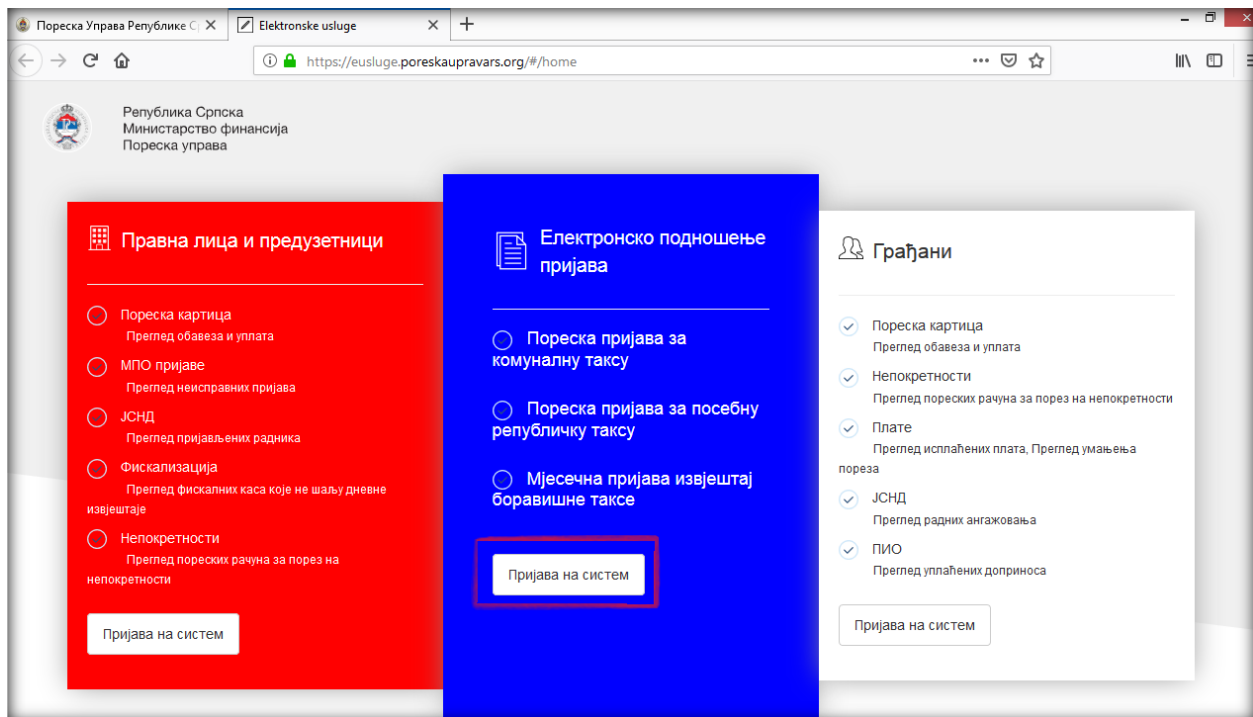 Пореска Управа Републике С
Elektronske usluge
https://eusluge.poreskaupravars.org/#/home
Република Српска
Министарство финансија
Пореска управа
Правна лица и предузетници
Пореска картица
Преглед обавеза и уплата
МПО пријаве
Преглед неисправних пријава
ЈСНД
Преглед пријављених радника
Фискализација
Преглед фискалних каса које не шаљу дневне
извјештаје
Непокретности
Преглед пореских рачуна за порез на
непокретности
Пријава на систем
Електронско подношење
пријава
Пореска пријава за
комуналну таксу
Пореска пријава за посебну
републичку таксу
Мјесечна пријава извјештај
боравишне таксе
Пријава на систем
Грађани
Пореска картица
Преглед обавеза и уплата
Непокретности
Преглед пореских рачуна за порез на непокретности
Плате
Преглед исплаћених плата, Преглед умањења
пореза
ЈСНД
Преглед радних ангажовања
ПИО
Преглед уплаћених доприноса
Пријава на систем